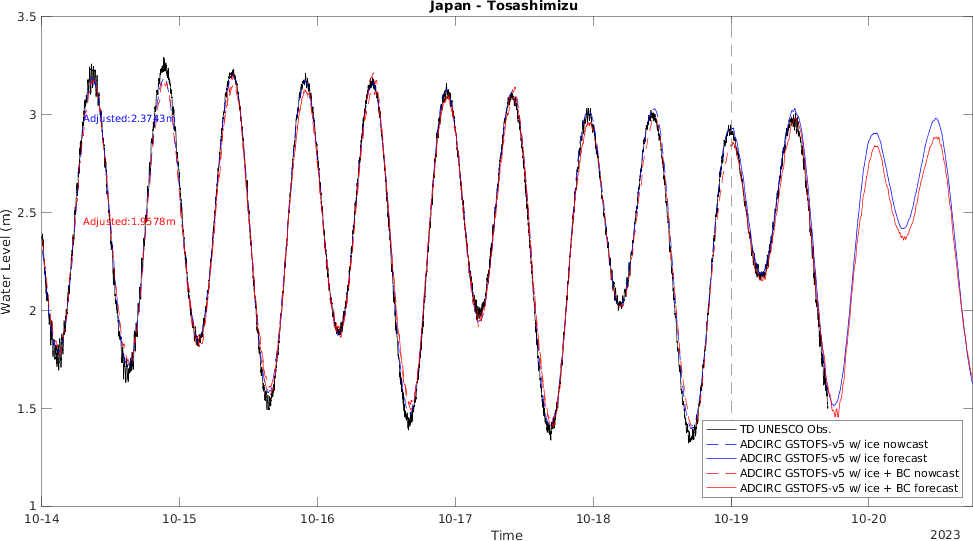 Japan - Tosashimizu
3.5
3
2.5
2
1.5
1
Water Level (m)
Adjusted:2.3743m
Adjusted:1.9578m
TD UNESCO Obs.
ADCIRC GSTOFS-v5 w/ ice nowcast
ADCIRC GSTOFS-v5 w/ ice forecast
ADCIRC GSTOFS-v5 w/ ice + BC nowcast
ADCIRC GSTOFS-v5 w/ ice + BC forecast
10-14 10-15 10-16 10-17 10-18 10-19 10-20
Time
2023